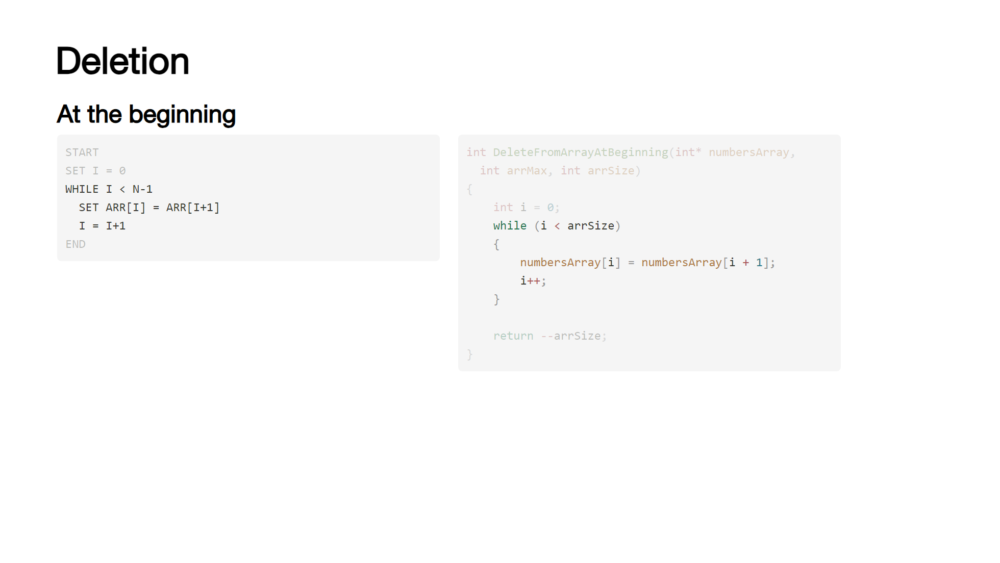 Deletion
At the beginning
START
SET I = 0
WHILE I < N-1
  SET ARR[I] = ARR[I+1]
  I = I+1
END
int DeleteFromArrayAtBeginning(int* numbersArray,
  int arrMax, int arrSize)
{
    int i = 0;
    while (i < arrSize)
    {
        numbersArray[i] = numbersArray[i + 1];
        i++;
    }
    return --arrSize;
}